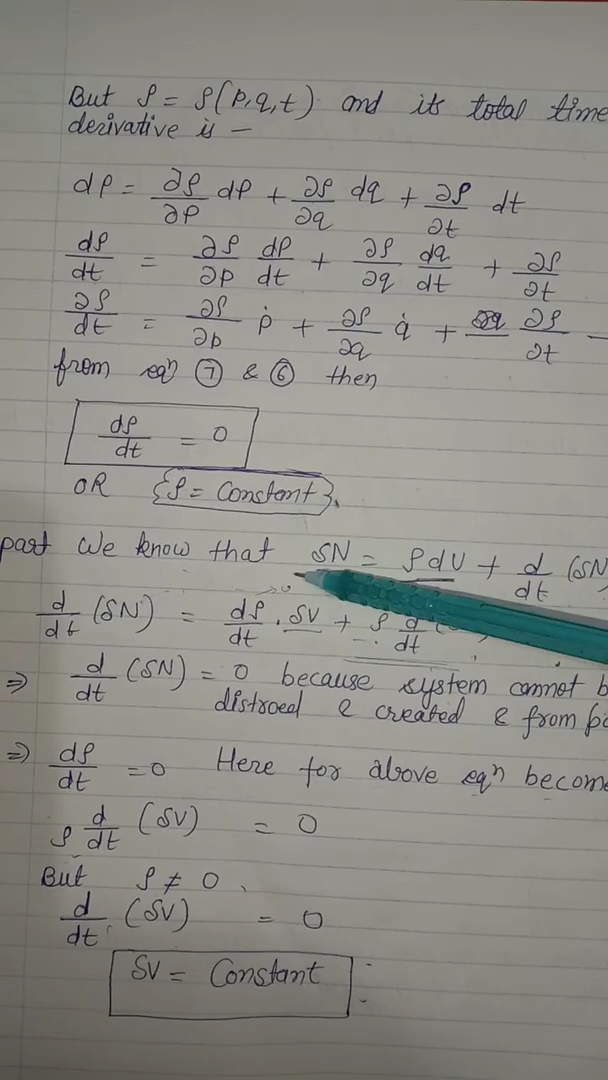 But ρ = ρ(p,q,t) and its total time
derivative is —
dρ = ∂ρ/∂p dp + ∂ρ/∂q dq + ∂ρ/∂t dt
dρ/dt = ∂ρ/∂p dp/dt + ∂ρ/∂q dq/dt + ∂ρ/∂t
∂ρ/dt = ∂ρ/∂p ṗ + ∂ρ/∂q q̇ + ∂ρ/∂t —
from eqn ⑦ & ⑥ then
dρ/dt = 0
OR {ρ = Constant}.
part We know that δN = ρdV + d/dt (δN
d/dt (δN) = dρ/dt . δV + ρ d/dt
⇒ d/dt (δN) = 0 because system cannot b
distroed & created & from
⇒ dρ/dt = 0 Here for above eqn become
ρ d/dt (δV) = 0
But ρ ≠ 0.
d/dt (δV) = 0
δV = Constant :